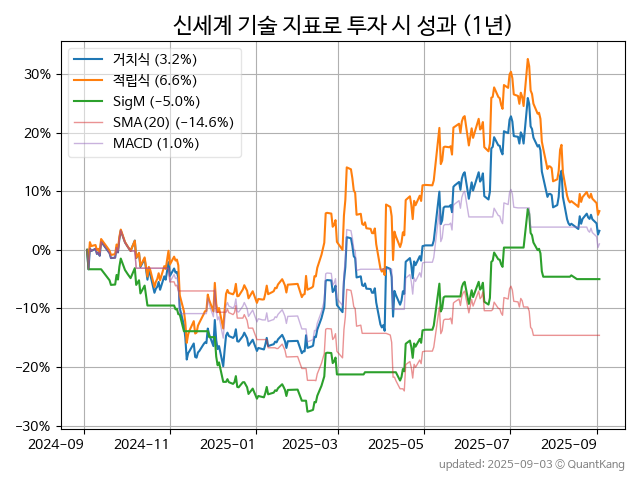 신세계 기술 지표로 투자 시 성과 (1년)
거치식 (3.2%)
적립식 (6.6%)
SigM (−5.0%)
SMA(20) (−14.6%)
MACD (1.0%)
30%
20%
10%
0%
−10%
−20%
−30%
2024-09 2024-11 2025-01 2025-03 2025-05 2025-07 2025-09
updated: 2025-09-03 © QuantKang